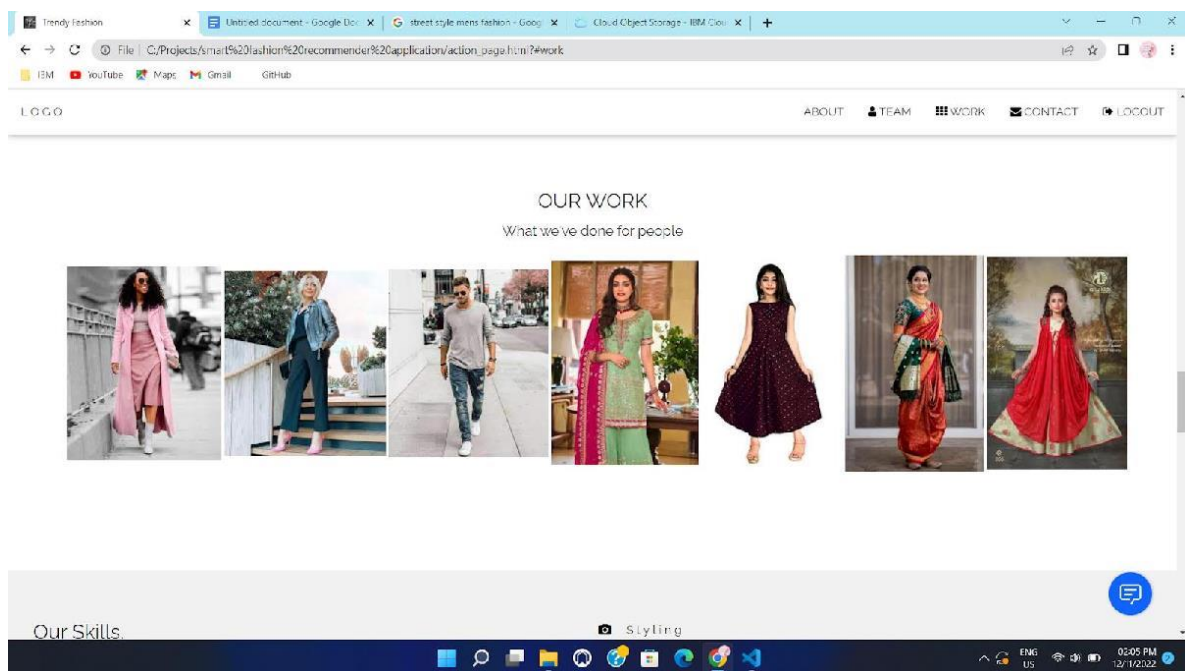 Trendy Fashion
Untitled document - Google Doc
street style mens fashion - Goog
Cloud Object Storage - IBM Clou
File | C:/Projects/smart%20fashion%20recommender%20application/action_page.html?#work
IBM YouTube Maps Gmail GitHub
LOGO ABOUT TEAM WORK CONTACT LOGOUT
OUR WORK
What we've done for people
Our Skills.
Styling
ENG
US
02:05 PM
12/11/2022